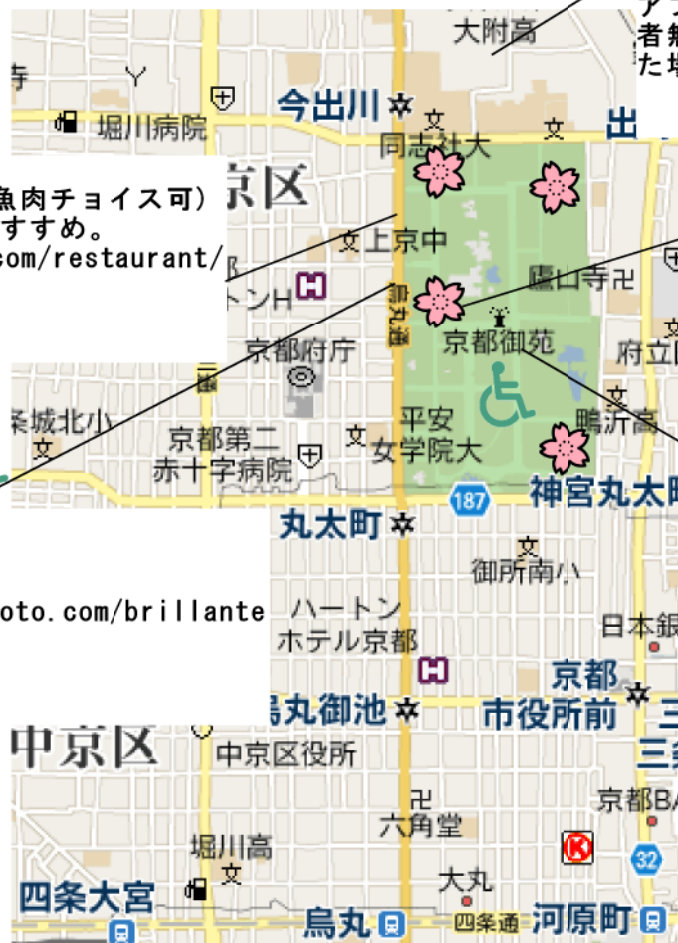 大附高
ア
者
た場
今出川
堀川病院
同志社大
出
京区
魚肉チョイス可)
すすめ。
com/restaurant/
上京中
トンH
烏丸通
廬山寺
京都府庁
京都御苑
府立
条城北小
京都第二
赤十字病院
平安
女学院大
鴨沂高
187
神宮丸太町
丸太町
御所南小
oto.com/brillante
ハートン
ホテル京都
日本銀
京都
市役所前
烏丸御池
三
三条
中京区
中京区役所
京都BA
六角堂
堀川高
K
32
大丸
四条大宮
烏丸
四条通
河原町